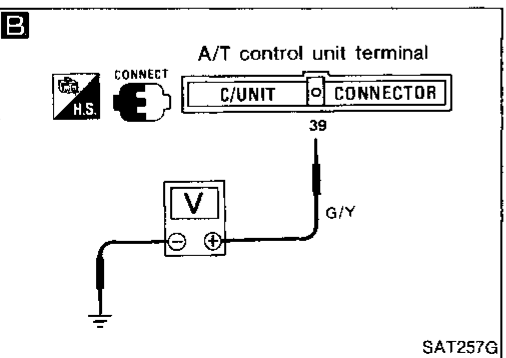 B
A/T control unit terminal
H.S.
CONNECT
C/UNIT CONNECTOR
39
G/Y
V
SAT257G